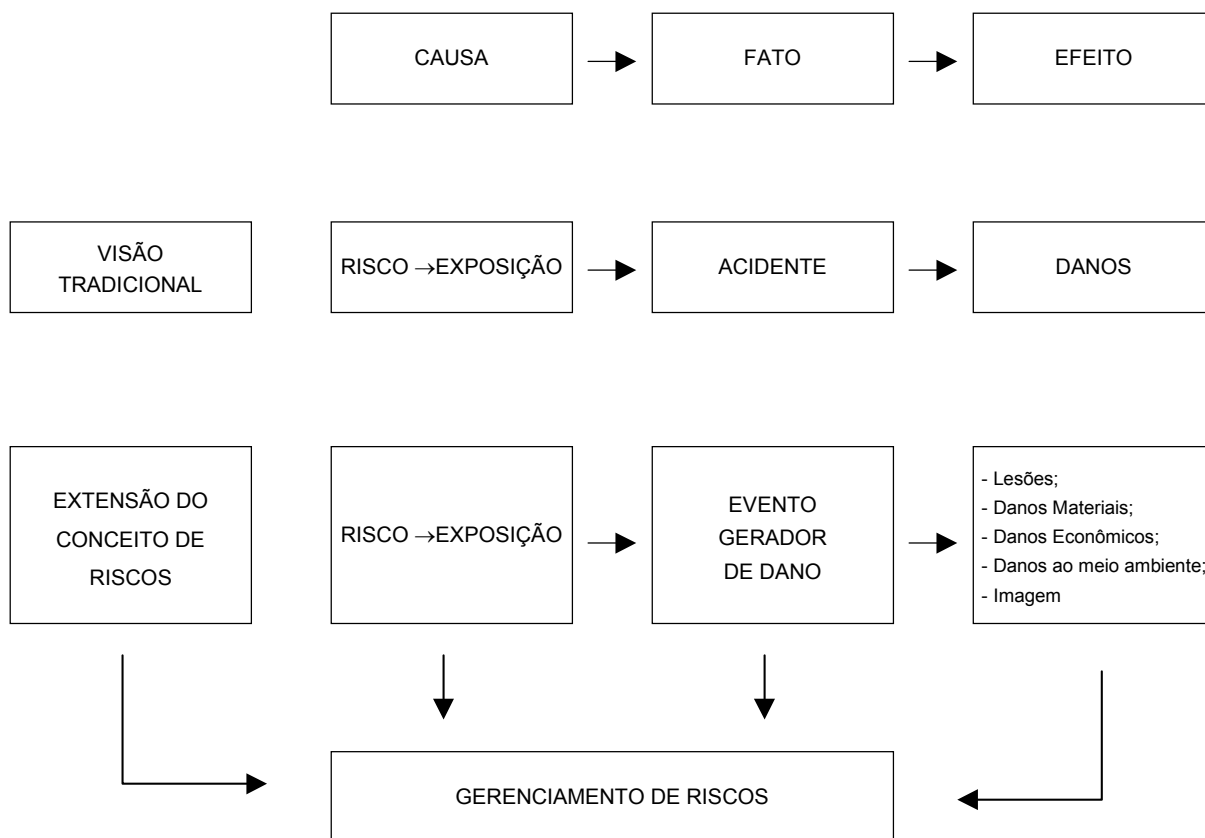 CAUSA
FATO
EFEITO
VISÃO
TRADICIONAL
RISCO →EXPOSIÇÃO
ACIDENTE
DANOS
EXTENSÃO DO
CONCEITO DE
RISCOS
RISCO →EXPOSIÇÃO
EVENTO
GERADOR
DE DANO
- Lesões;
- Danos Materiais;
- Danos Econômicos;
- Danos ao meio ambiente;
- Imagem
GERENCIAMENTO DE RISCOS